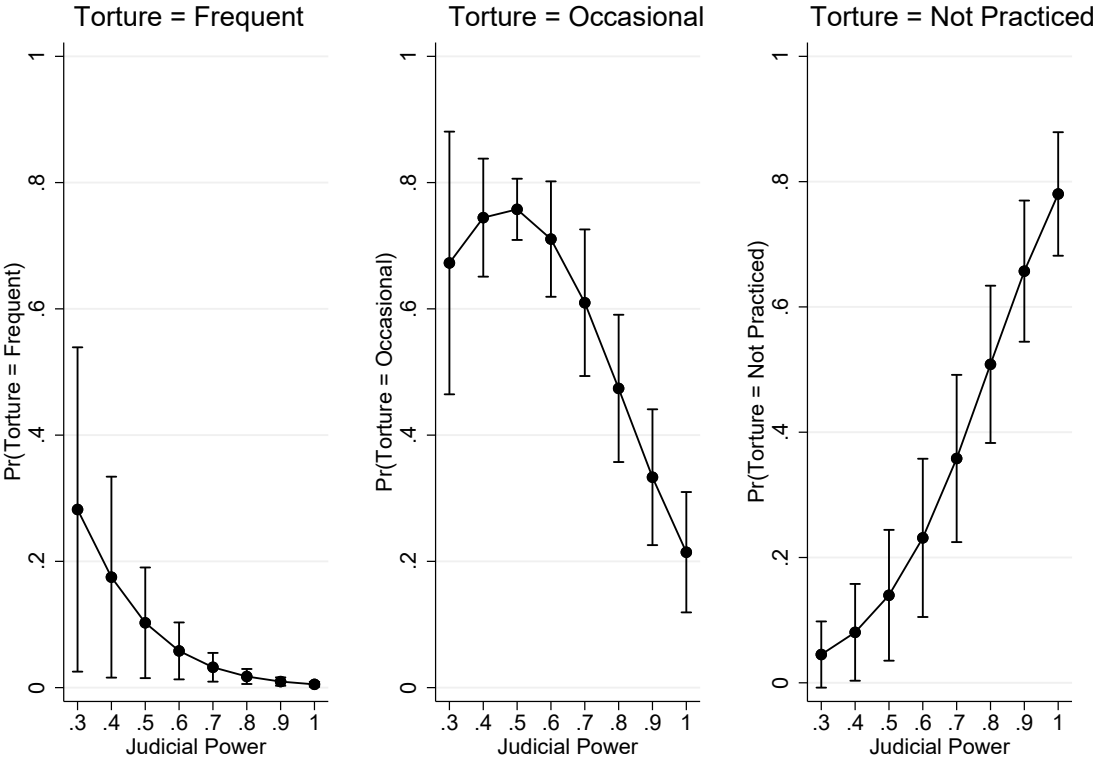 Torture = Frequent
Pr(Torture = Frequent)
1
.8
.6
.4
.2
0
.3 .4 .5 .6 .7 .8 .9 1
Judicial Power
Torture = Occasional
Pr(Torture = Occasional)
1
.8
.6
.4
.2
0
.3 .4 .5 .6 .7 .8 .9 1
Judicial Power
Torture = Not Practiced
Pr(Torture = Not Practiced)
1
.8
.6
.4
.2
0
.3 .4 .5 .6 .7 .8 .9 1
Judicial Power